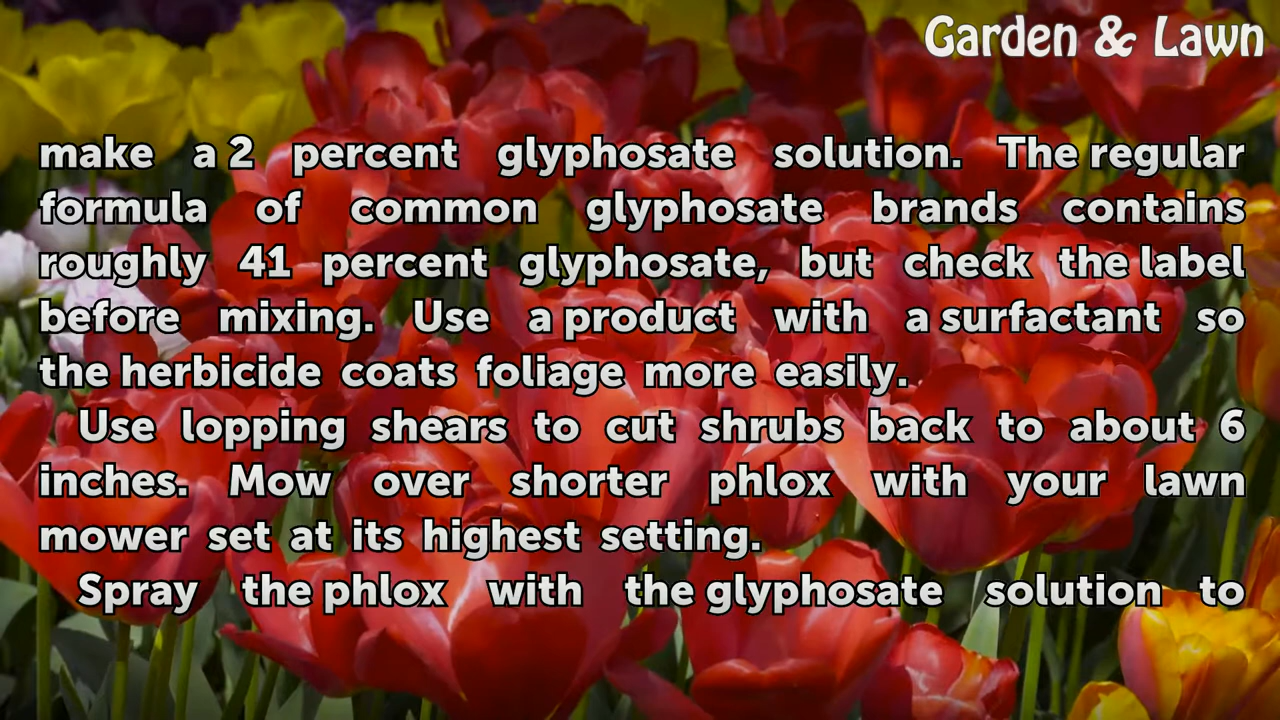 Garden & Lawn
make a 2 percent glyphosate solution. The regular
formula of common glyphosate brands contains
roughly 41 percent glyphosate, but check the label
before mixing. Use a product with a surfactant so
the herbicide coats foliage more easily.
Use lopping shears to cut shrubs back to about 6
inches. Mow over shorter phlox with your lawn
mower set at its highest setting.
Spray the phlox with the glyphosate solution to